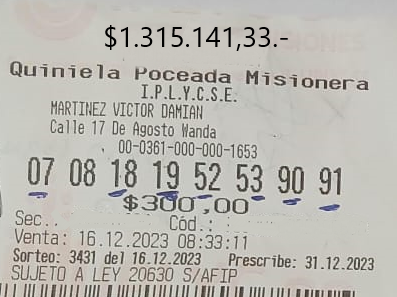 $1.315.141,33.-
Quiniela Poceada Misionera
I.P.L.Y.C.S.E.
MARTINEZ VICTOR DAMIAN
Calle 17 De Agosto Wanda
00-0361-000-000-1653
07 08 18 19 52 53 90 91
$300,00
Sec.. Cód.:
Venta: 16.12.2023 08:33:11
Sorteo: 3431 del 16.12.2023 Prescribe: 31.12.2023
SUJETO A LEY 20630 S/AFIP